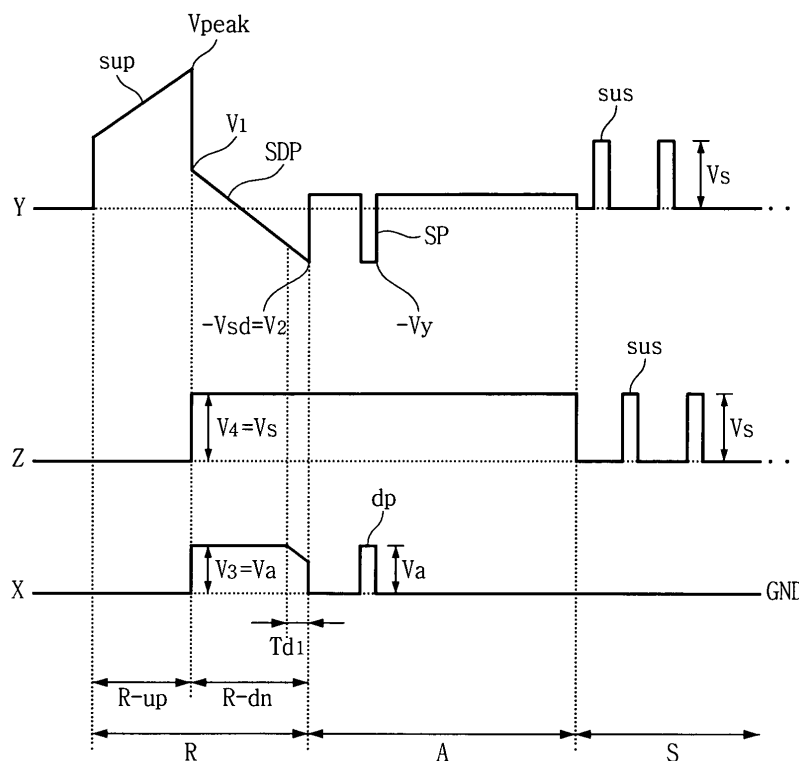 Vpeak
sup
sus
V1
SDP
Vs
Y
SP
-Vsd=V2
-Vy
sus
V4=Vs
Vs
Z
dp
V3=Va
Va
X
GND
Td1
R-up
R-dn
R
A
S